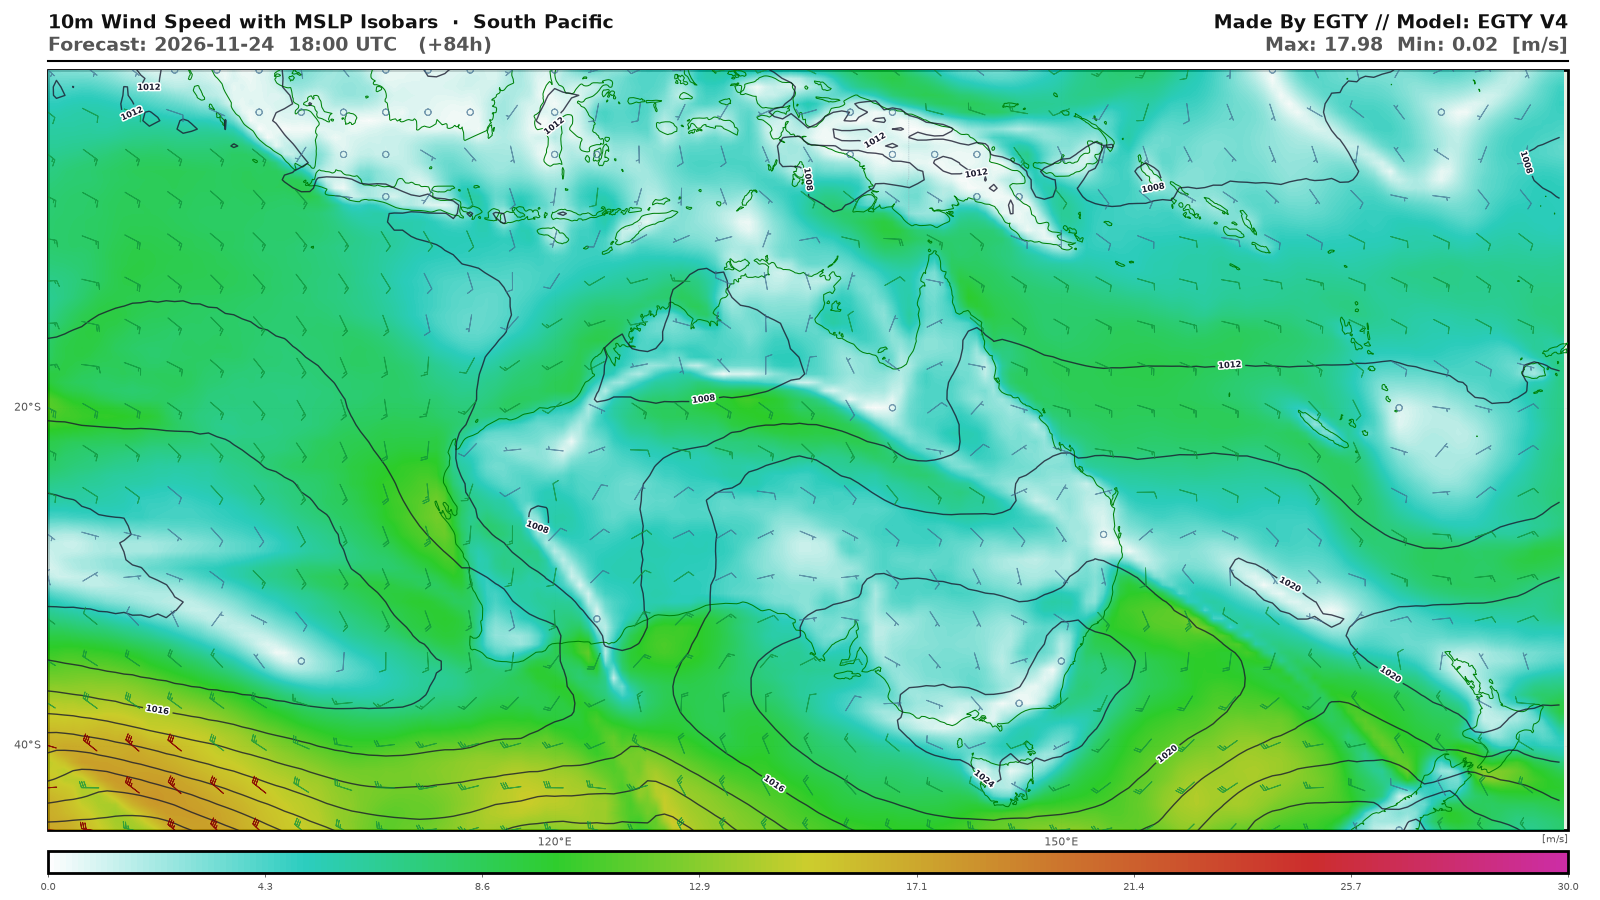 10m Wind Speed with MSLP Isobars · South Pacific
Made By EGTY // Model: EGTY V4
Forecast: 2026-11-24 18:00 UTC (+84h)
Max: 17.98 Min: 0.02 [m/s]
1012
1012
1012
1012
1012
1008
1008
1008
1012
1008
1008
1020
1020
1016
1020
1016
1024
20°S
40°S
120°E
150°E
[m/s]
0.0
4.3
8.6
12.9
17.1
21.4
25.7
30.0